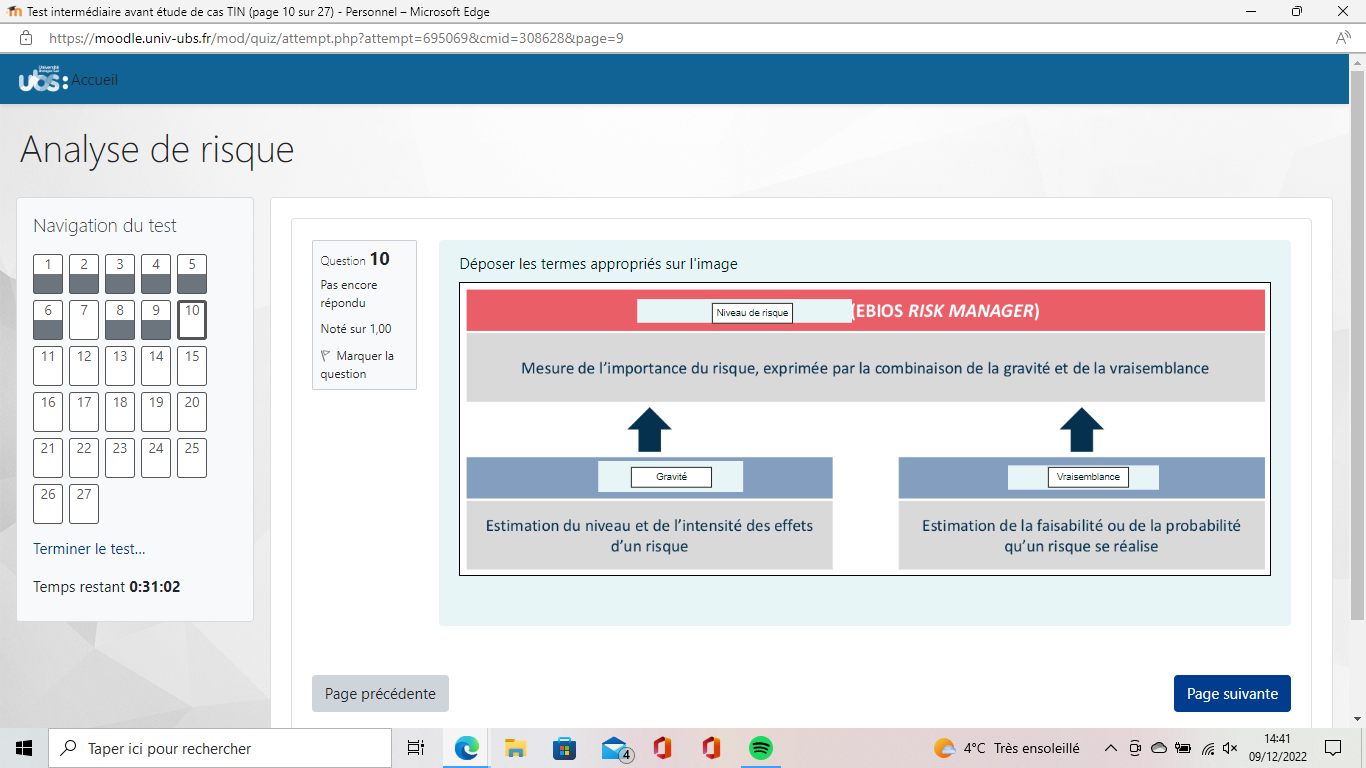 Test intermédiaire avant étude de cas TIN (page 10 sur 27) - Personnel – Microsoft Edge
https://moodle.univ-ubs.fr/mod/quiz/attempt.php?attempt=695069&cmid=308628&page=9
ubs: Accueil
Analyse de risque
Navigation du test
1 2 3 4 5
6 7 8 9 10
11 12 13 14 15
16 17 18 19 20
21 22 23 24 25
26 27
Terminer le test...
Temps restant 0:31:02
Question 10
Pas encore
répondu
Noté sur 1,00
Marquer la
question
Déposer les termes appropriés sur l'image
Niveau de risque (EBIOS RISK MANAGER)
Mesure de l'importance du risque, exprimée par la combinaison de la gravité et de la vraisemblance
Gravité
Estimation du niveau et de l'intensité des effets
d'un risque
Vraisemblance
Estimation de la faisabilité ou de la probabilité
qu'un risque se réalise
Page précédente
Page suivante
Taper ici pour rechercher
4
4°C Très ensoleillé
14:41
09/12/2022